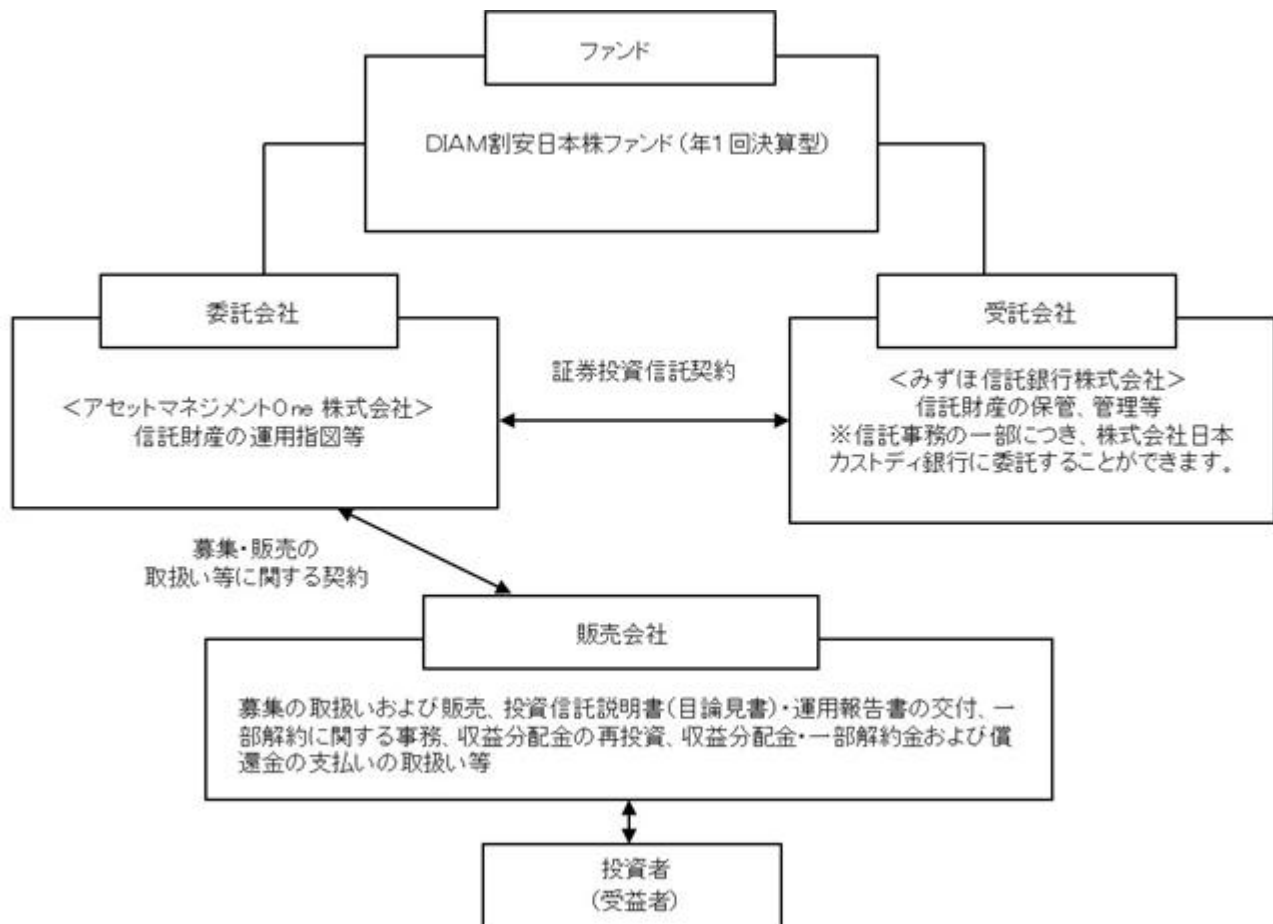 ファンド
DIAM割安日本株ファンド(年1回決算型)
委託会社
受託会社
<アセットマネジメントOne 株式会社>
信託財産の運用指図等
証券投資信託契約
<みずほ信託銀行株式会社>
信託財産の保管、管理等
※信託事務の一部につき、株式会社日本
カストディ銀行に委託することができます。
募集・販売の
取扱い等に関する契約
販売会社
募集の取扱いおよび販売、投資信託説明書(目論見書)・運用報告書の交付、一
部解約に関する事務、収益分配金の再投資、収益分配金・一部解約金および償
還金の支払いの取扱い等
投資者
(受益者)